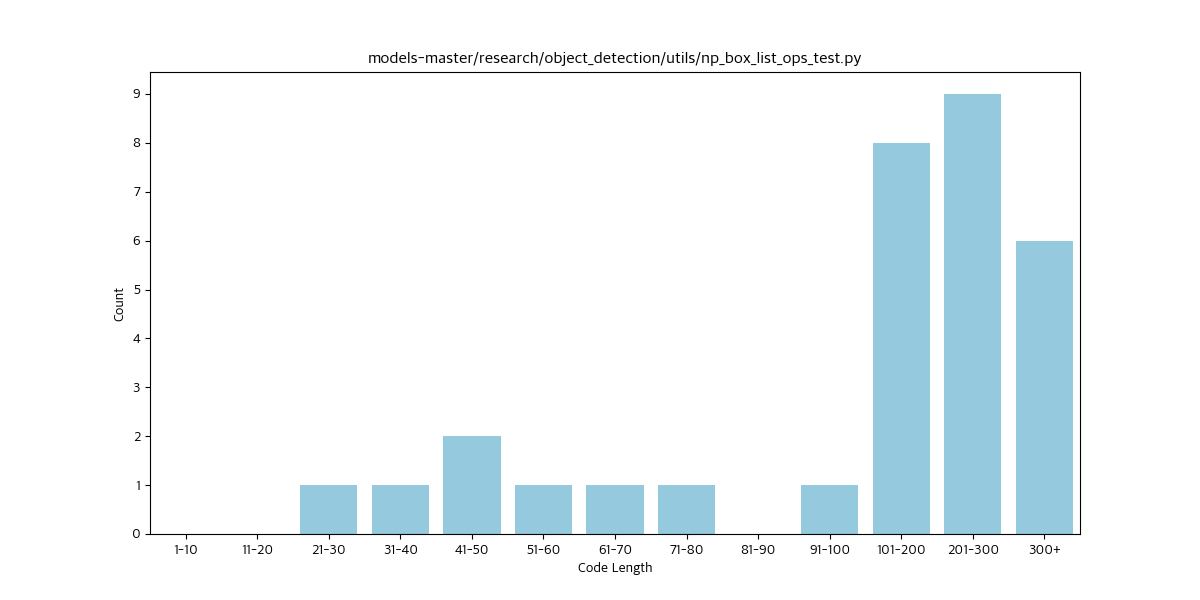 models-master/research/object_detection/utils/np_box_list_ops_test.py
9
8
7
6
5
4
3
2
1
0
Count
1-10 11-20 21-30 31-40 41-50 51-60 61-70 71-80 81-90 91-100 101-200 201-300 300+
Code Length